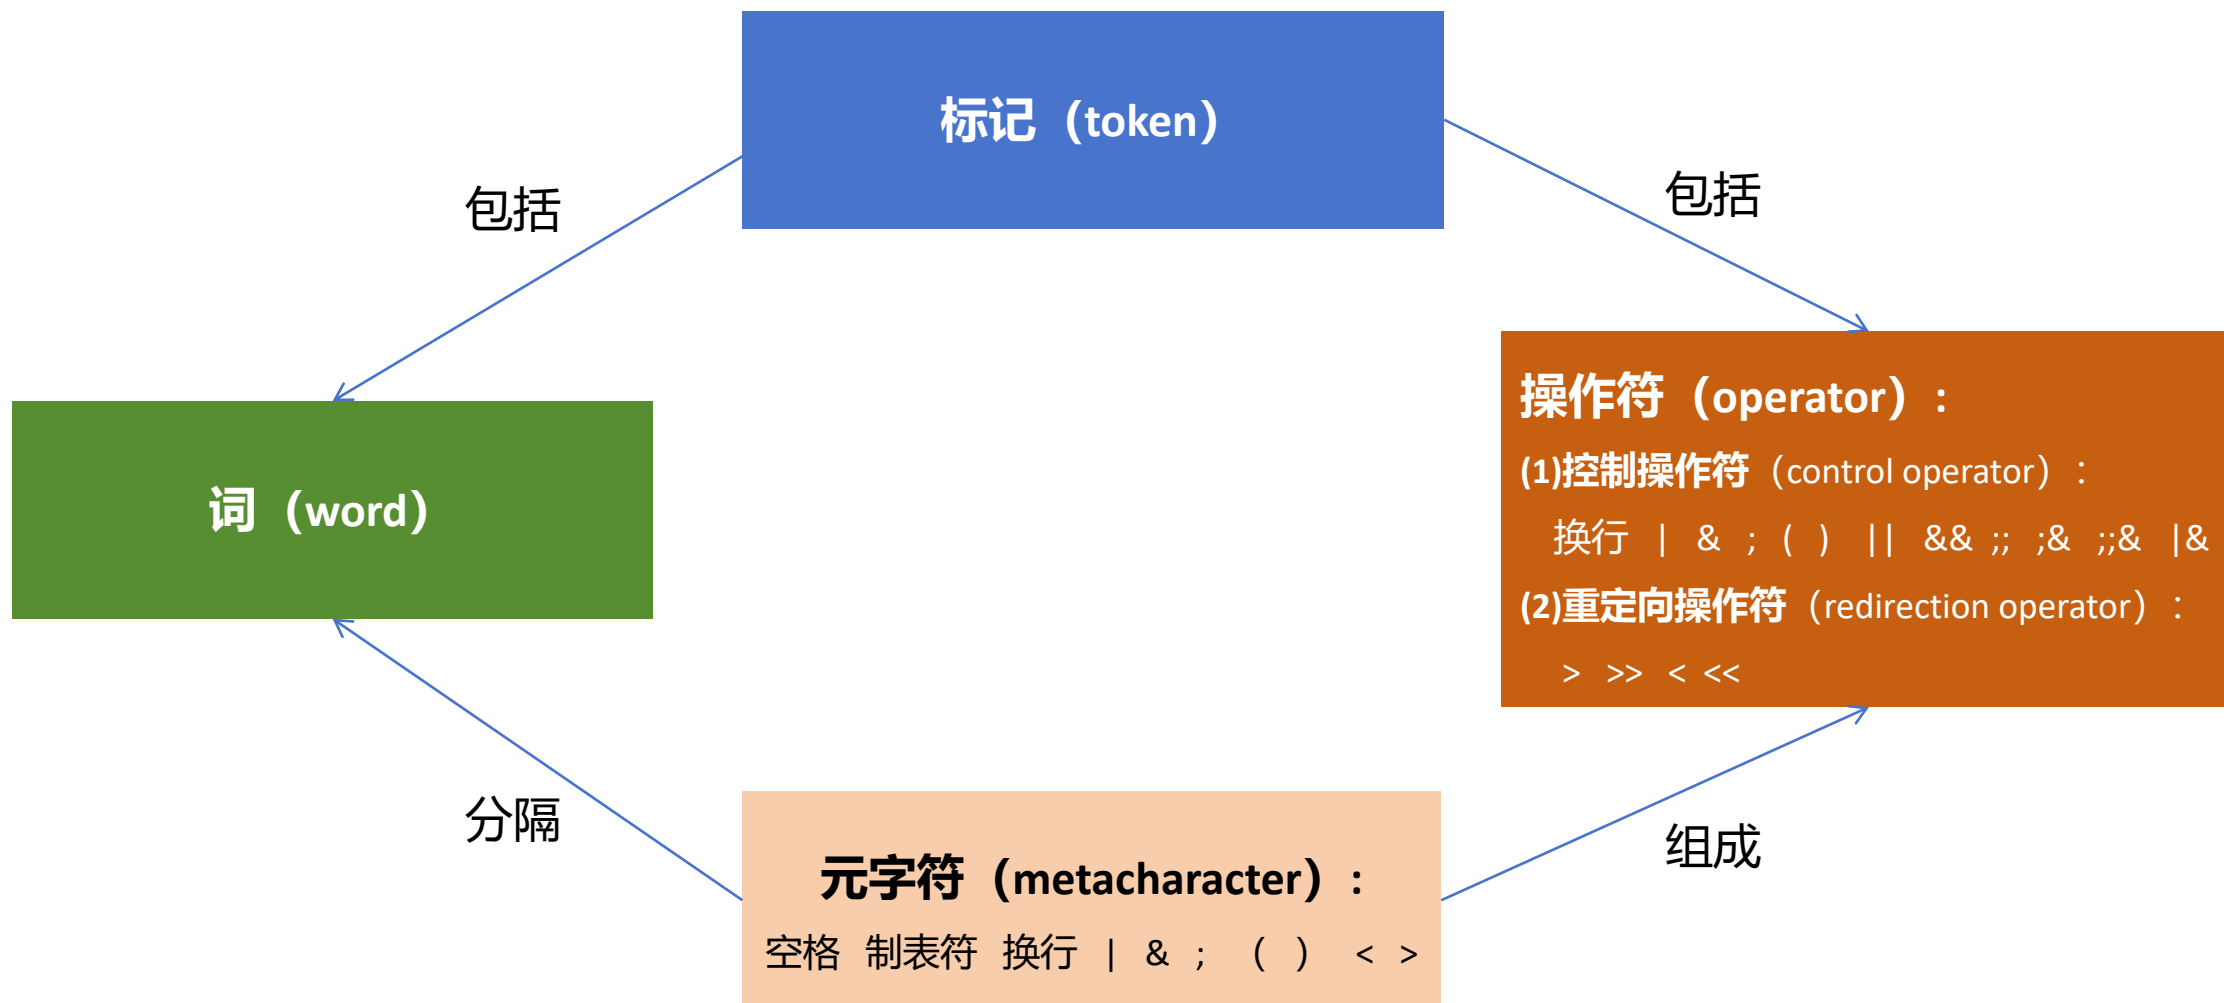 标记（token）
包括
包括
词（word）
操作符（operator）：
(1)控制操作符（control operator）：
换行 | & ; ( ) || && ;; ;& ;;& |&
(2)重定向操作符（redirection operator）：
> >> < <<
分隔
组成
元字符（metacharacter）：
空格 制表符 换行 | & ; ( ) < >